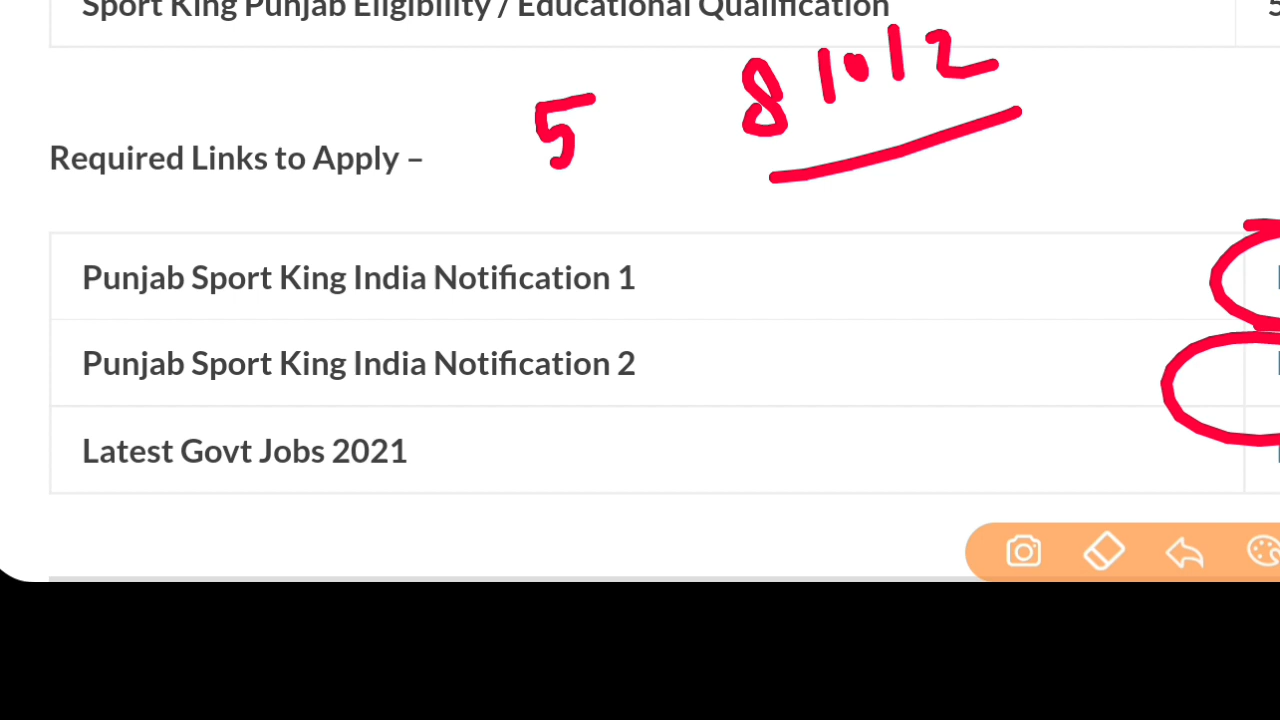 Sport King Punjab Eligibility / Educational Qualification 5
5 8 10 12
Required Links to Apply –
Punjab Sport King India Notification 1
Punjab Sport King India Notification 2
Latest Govt Jobs 2021